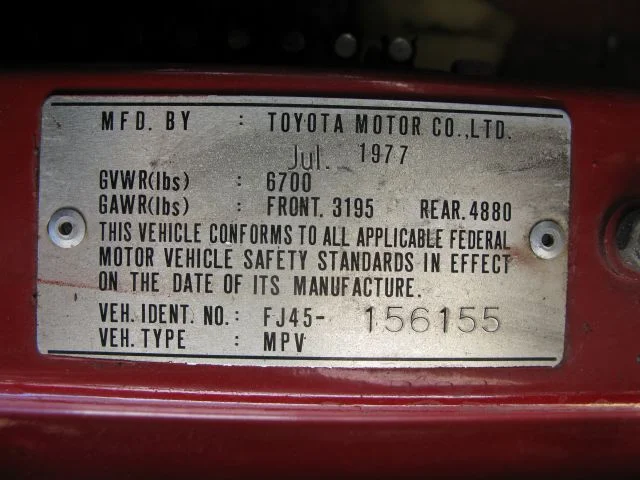 MFD. BY : TOYOTA MOTOR CO.,LTD.
Jul. 1977
GVWR(lbs) : 6700
GAWR(lbs) : FRONT. 3195 REAR. 4880
THIS VEHICLE CONFORMS TO ALL APPLICABLE FEDERAL
MOTOR VEHICLE SAFETY STANDARDS IN EFFECT
ON THE DATE OF ITS MANUFACTURE.
VEH. IDENT. NO.: FJ45- 156155
VEH. TYPE : MPV